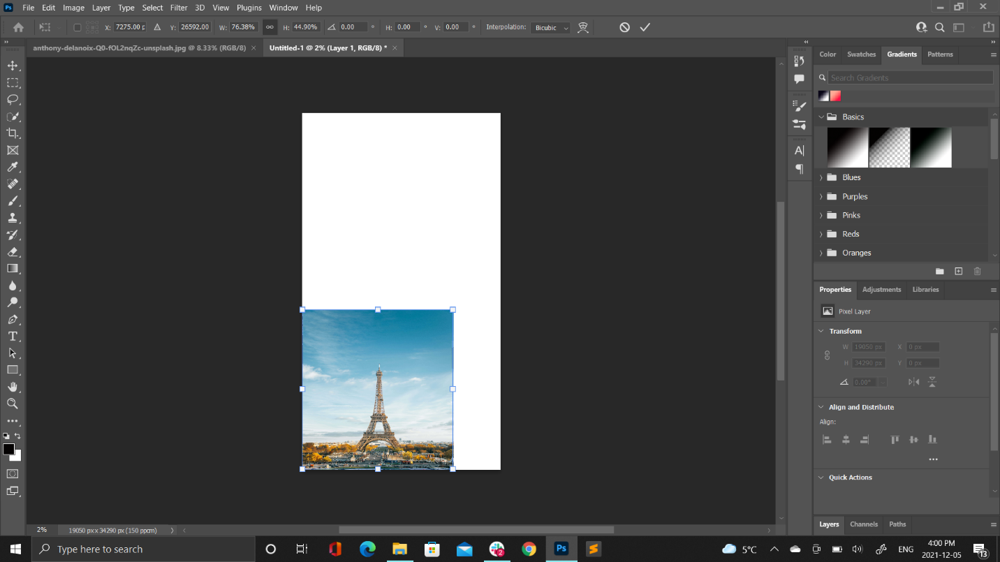 Ps File Edit Image Layer Type Select Filter 3D View Plugins Window Help
X: 7275.00 p Y: 26592.00 W: 76.38% H: 44.90% 0.00 ° H: 0.00 ° V: 0.00 ° Interpolation: Bicubic
anthony-delanoix-Q0-fOL2nqZc-unsplash.jpg @ 8.33% (RGB/8) × Untitled-1 @ 2% (Layer 1, RGB/8) * ×
Color Swatches Gradients Patterns
Search Gradients
Basics
Blues
Purples
Pinks
Reds
Oranges
Properties Adjustments Libraries
Pixel Layer
Transform
W 19050 px X 0 px
H 34290 px Y 0 px
0.00°
Align and Distribute
Align:
Quick Actions
2% 19050 px x 34290 px (150 ppcm)
Layers Channels Paths
Type here to search
2
Ps
5°C
ENG
4:00 PM
2021-12-05
13